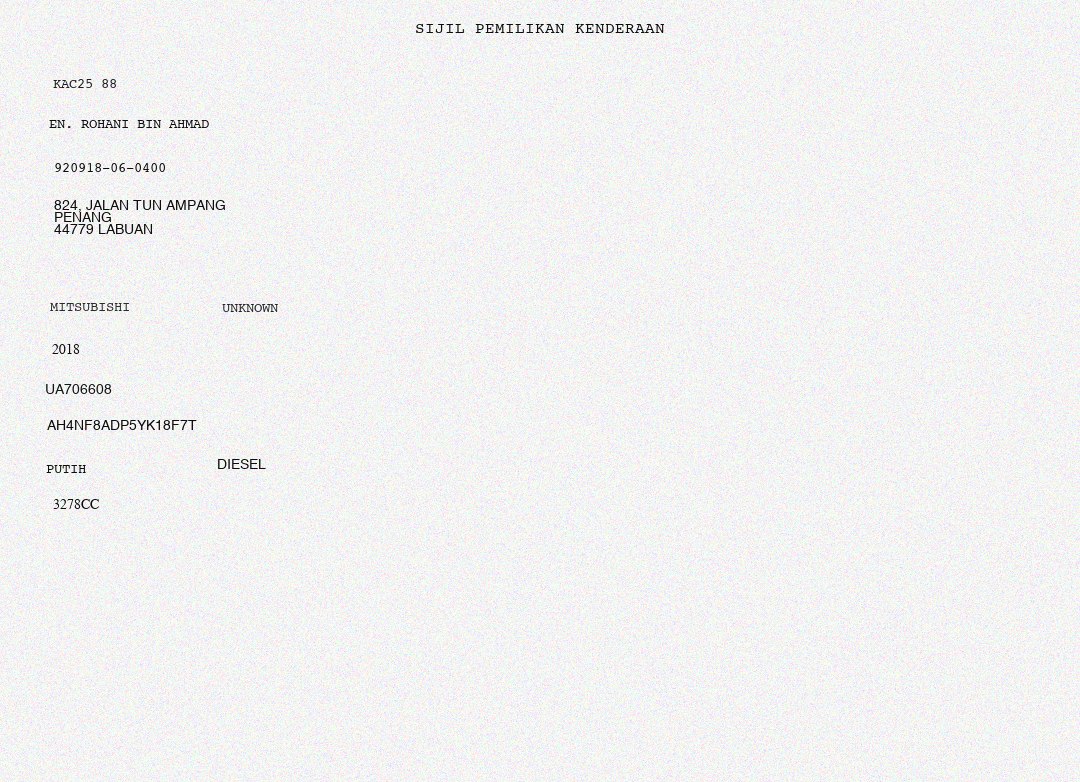 SIJIL PEMILIKAN KENDERAAN
KAC25 88
EN. ROHANI BIN AHMAD
920918-06-0400
824, JALAN TUN AMPANG
PENANG
44779 LABUAN
MITSUBISHI UNKNOWN
2018
UA706608
AH4NF8ADP5YK18F7T
PUTIH DIESEL
3278CC